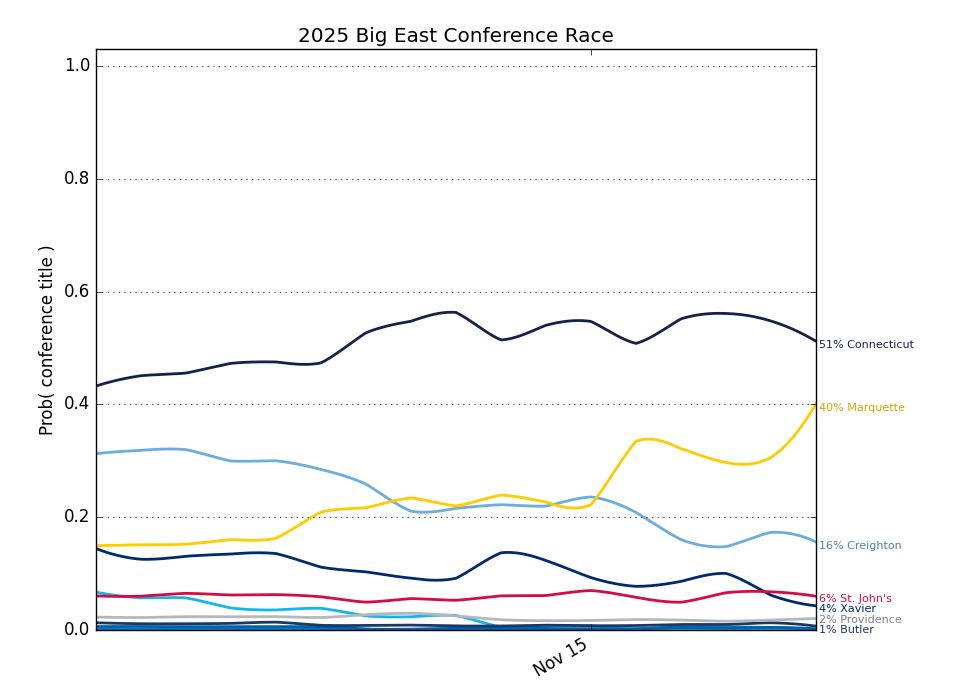 2025 Big East Conference Race
Prob( conference title )
1.0
0.8
0.6
0.4
0.2
0.0
51% Connecticut
40% Marquette
16% Creighton
6% St. John's
4% Xavier
2% Providence
1% Butler
Nov 15